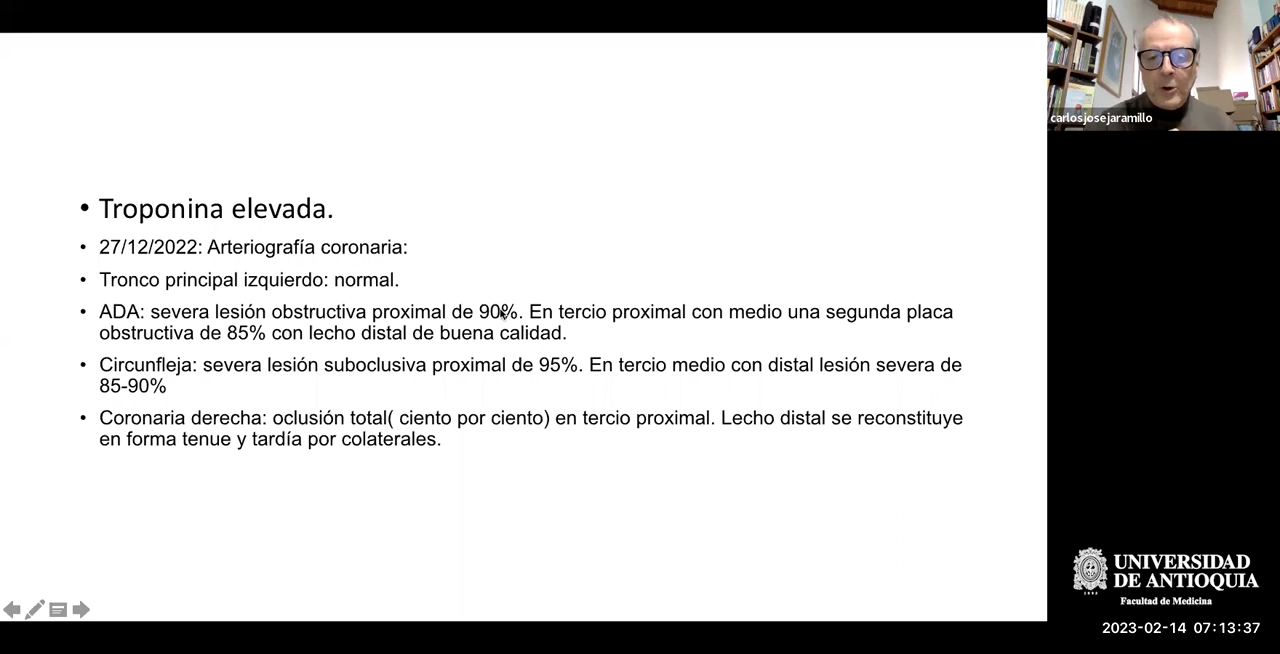 carlosjosejaramillo
• Troponina elevada.
• 27/12/2022: Arteriografía coronaria:
• Tronco principal izquierdo: normal.
• ADA: severa lesión obstructiva proximal de 90%. En tercio proximal con medio una segunda placa
obstructiva de 85% con lecho distal de buena calidad.
• Circunfleja: severa lesión suboclusiva proximal de 95%. En tercio medio con distal lesión severa de
85-90%
• Coronaria derecha: oclusión total( ciento por ciento) en tercio proximal. Lecho distal se reconstituye
en forma tenue y tardía por colaterales.
UNIVERSIDAD
DE ANTIOQUIA
Facultad de Medicina
2023-02-14 07:13:37